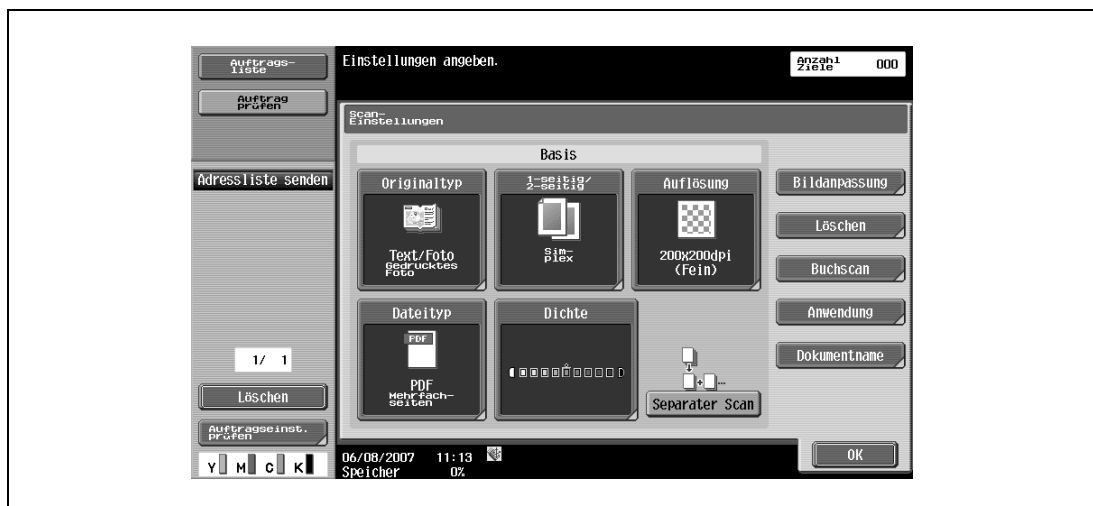 Auftrags-
liste
Auftrag
prüfen
Adressliste senden
1/ 1
Löschen
Auftragseinst.
prüfen
Y M C K
Einstellungen angeben.
Anzahl
Ziele 000
Scan-
Einstellungen
Basis
Originaltyp
Text/Foto
Gedrucktes
Foto
1-seitig/
2-seitig
Sim-
plex
Auflösung
200x200dpi
(Fein)
Dateityp
PDF
PDF
Mehrfach-
seiten
Dichte
Separater Scan
Bildanpassung
Löschen
Buchscan
Anwendung
Dokumentname
OK
06/08/2007 11:13
Speicher 0%